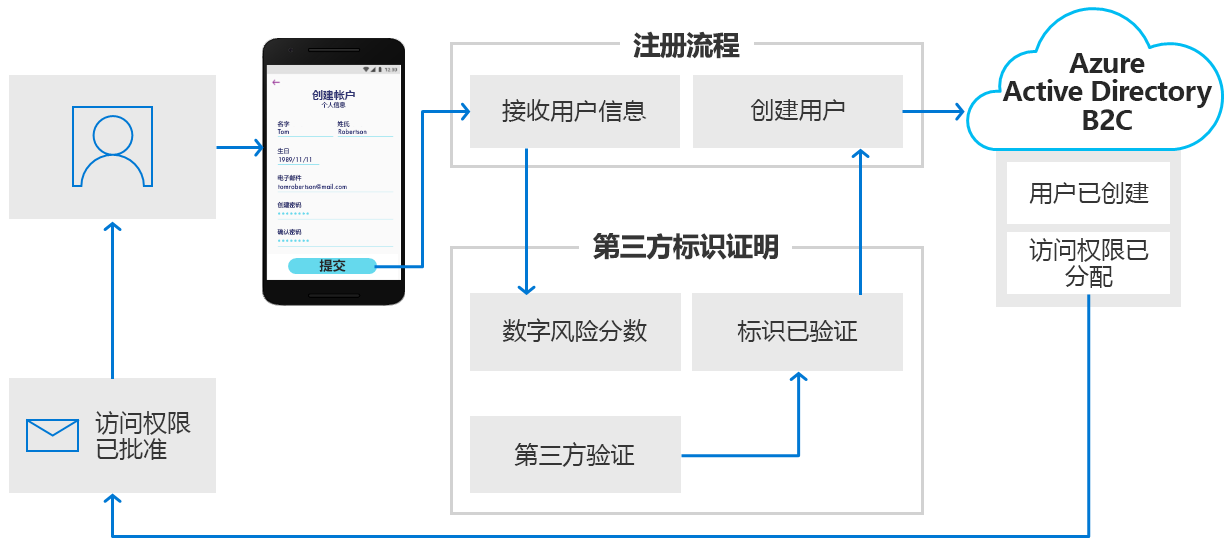 12:00
创建帐户
个人信息
名字
姓氏
Tom
Robertson
生日
1989/11/11
电子邮件
tomrobertson@mail.com
创建密码
********
确认密码
********
提交
注册流程
接收用户信息
创建用户
第三方标识证明
数字风险分数
标识已验证
第三方验证
Azure
Active Directory
B2C
用户已创建
访问权限已
分配
访问权限
已批准